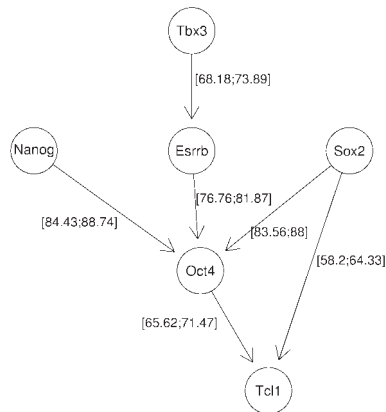 Tbx3
[68.18;73.89]
Nanog
Esrrb
Sox2
[76.76;81.87]
[84.43;88.74]
[83.56;88]
[58.2;64.33]
Oct4
[65.62;71.47]
Tcl1